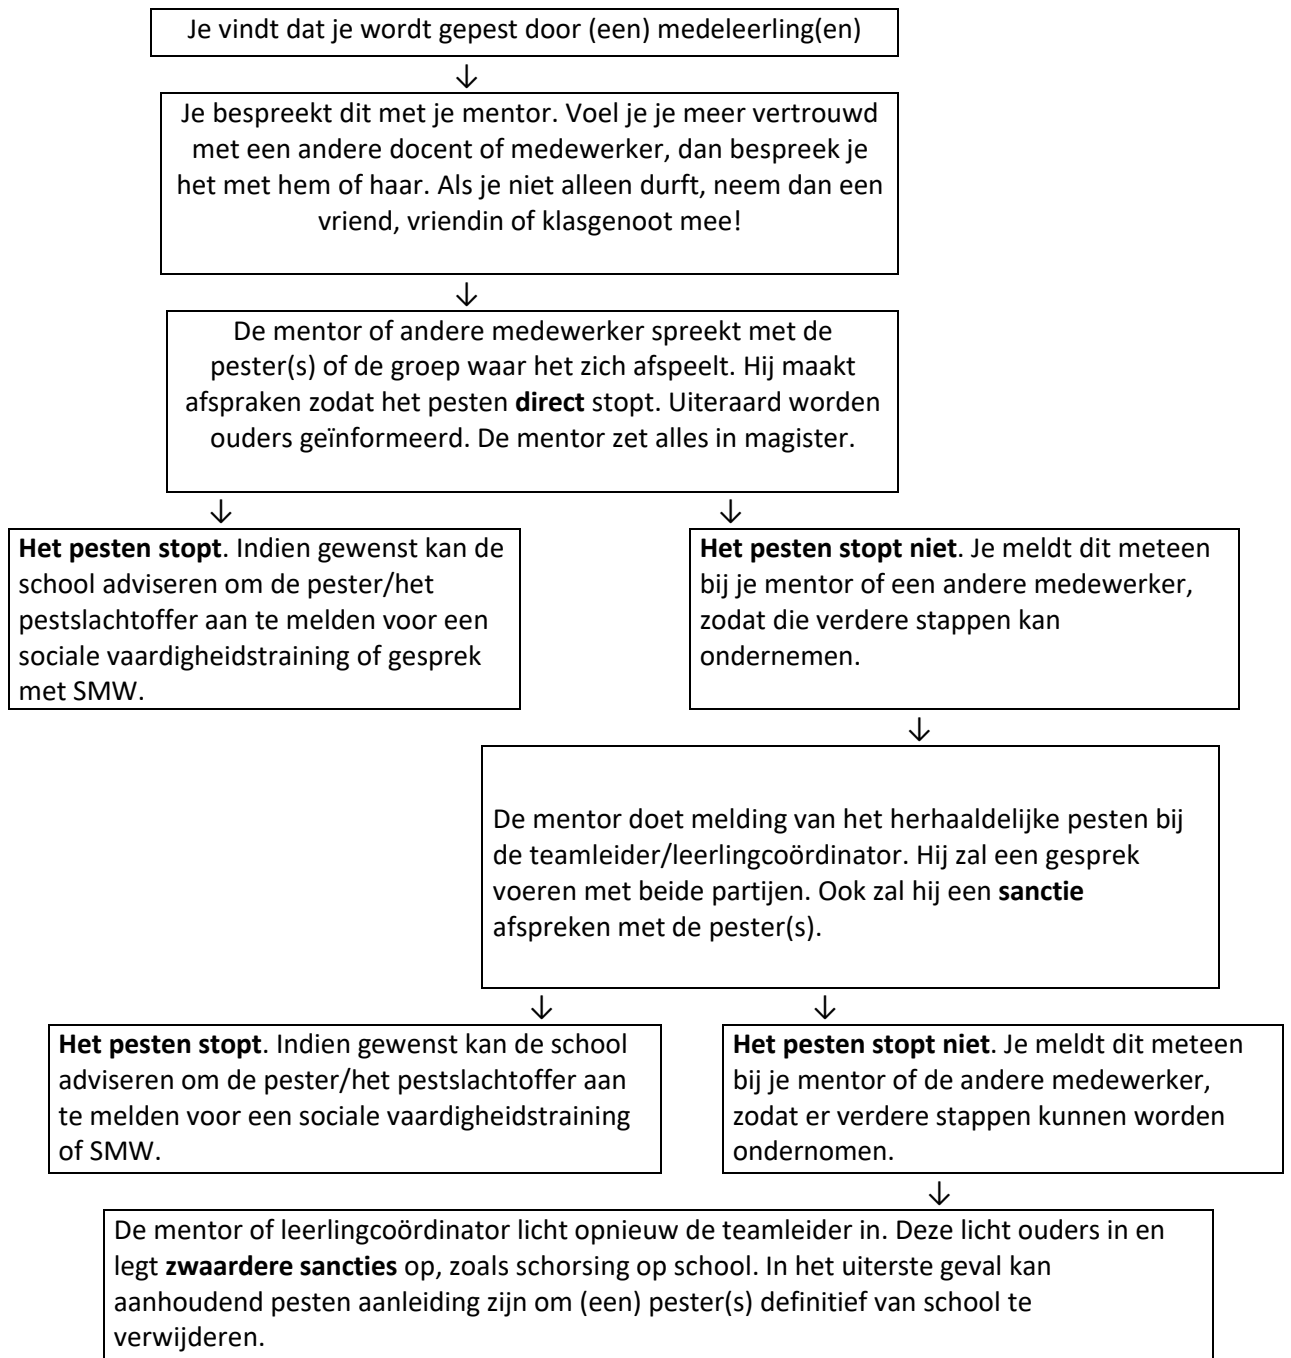 Je vindt dat je wordt gepest door (een) medeleerling(en)
↓
Je bespreekt dit met je mentor. Voel je je meer vertrouwd
met een andere docent of medewerker, dan bespreek je
het met hem of haar. Als je niet alleen durft, neem dan een
vriend, vriendin of klasgenoot mee!
↓
De mentor of andere medewerker spreekt met de
pester(s) of de groep waar het zich afspeelt. Hij maakt
afspraken zodat het pesten direct stopt. Uiteraard worden
ouders geïnformeerd. De mentor zet alles in magister.
↓ ↓
Het pesten stopt. Indien gewenst kan de
school adviseren om de pester/het
pestslachtoffer aan te melden voor een
sociale vaardigheidstraining of gesprek
met SMW.
Het pesten stopt niet. Je meldt dit meteen
bij je mentor of een andere medewerker,
zodat die verdere stappen kan
ondernemen.
↓
De mentor doet melding van het herhaaldelijke pesten bij
de teamleider/leerlingcoördinator. Hij zal een gesprek
voeren met beide partijen. Ook zal hij een sanctie
afspreken met de pester(s).
↓ ↓
Het pesten stopt. Indien gewenst kan de school
adviseren om de pester/het pestslachtoffer aan
te melden voor een sociale vaardigheidstraining
of SMW.
Het pesten stopt niet. Je meldt dit meteen
bij je mentor of de andere medewerker,
zodat er verdere stappen kunnen worden
ondernomen.
↓
De mentor of leerlingcoördinator licht opnieuw de teamleider in. Deze licht ouders in en
legt zwaardere sancties op, zoals schorsing op school. In het uiterste geval kan
aanhoudend pesten aanleiding zijn om (een) pester(s) definitief van school te
verwijderen.